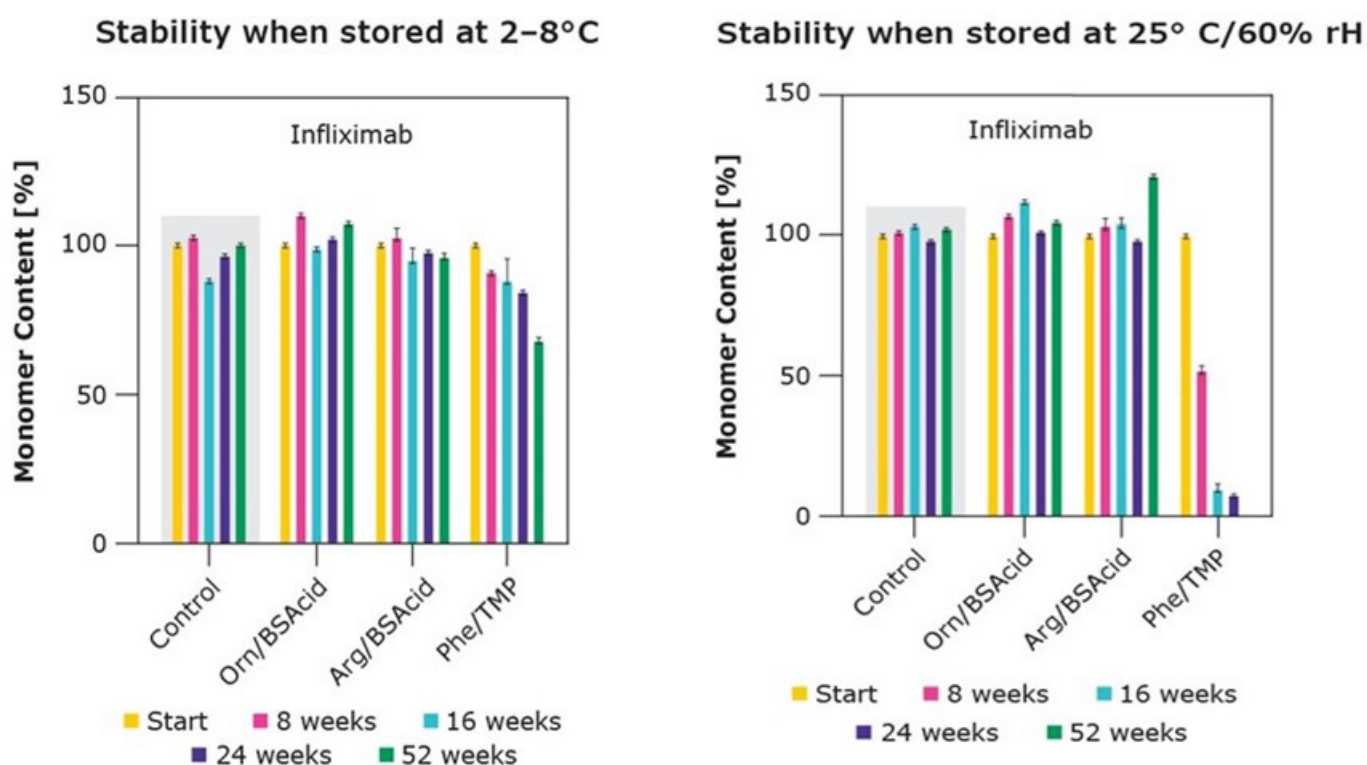 Stability when stored at 2–8°C
150
100
50
0
Monomer Content [%]
Infliximab
Control
Orn/BSAcid
Arg/BSAcid
Phe/TMP
Start
8 weeks
16 weeks
24 weeks
52 weeks
Stability when stored at 25° C/60% rH
150
100
50
0
Monomer Content [%]
Infliximab
Control
Orn/BSAcid
Arg/BSAcid
Phe/TMP
Start
8 weeks
16 weeks
24 weeks
52 weeks